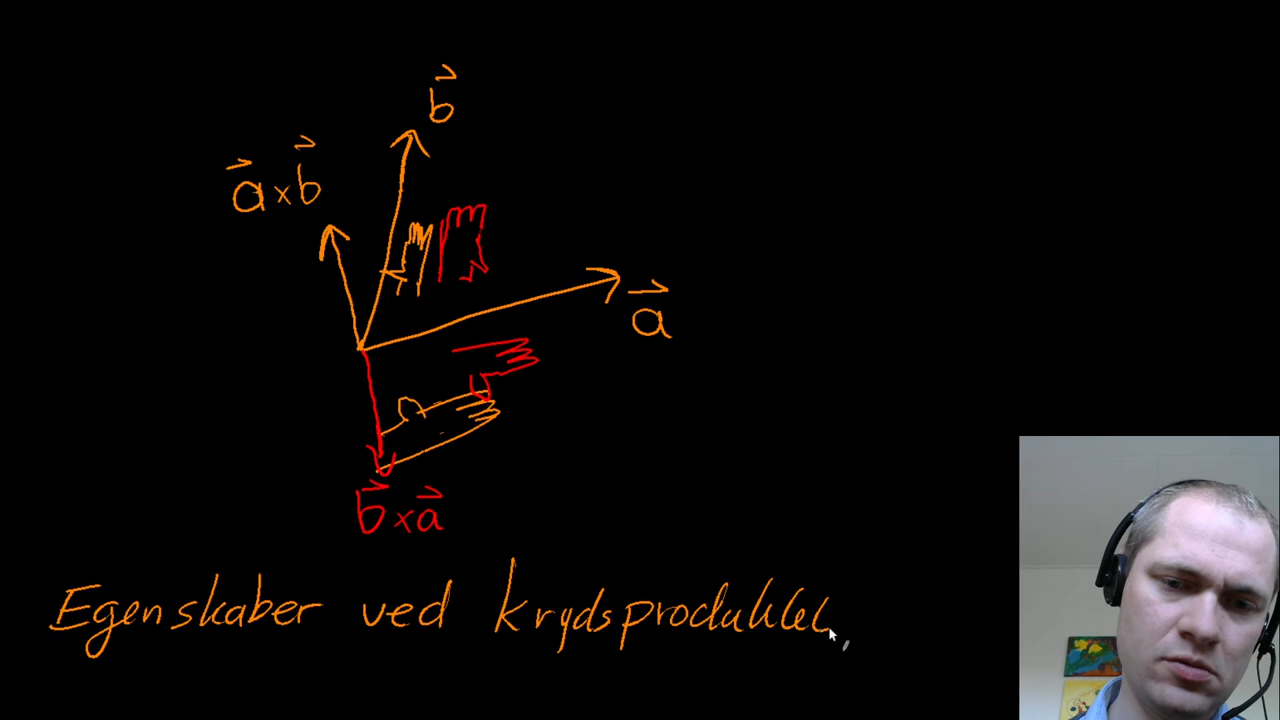 b⃗
a⃗ × b⃗
a⃗
b⃗ × a⃗
Egenskaber ved krydsproduktet